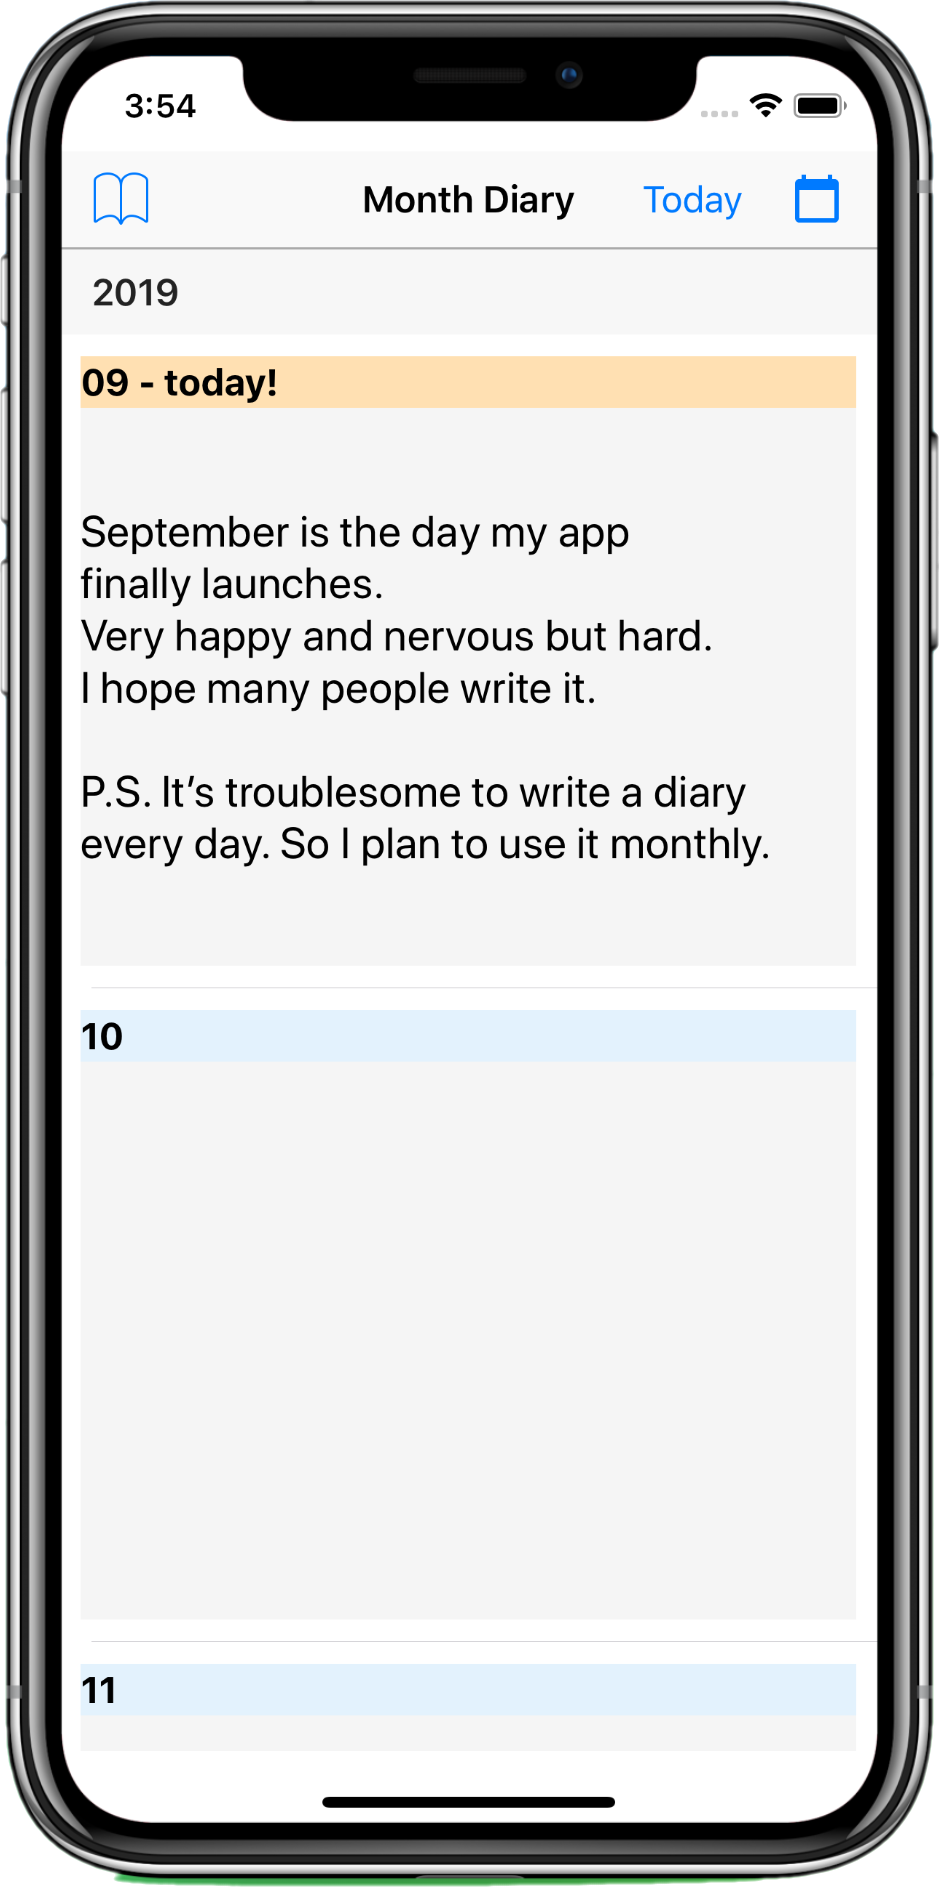 3:54
Month Diary Today
2019
09 - today!
September is the day my app
finally launches.
Very happy and nervous but hard.
I hope many people write it.
P.S. It’s troublesome to write a diary
every day. So I plan to use it monthly.
10
11